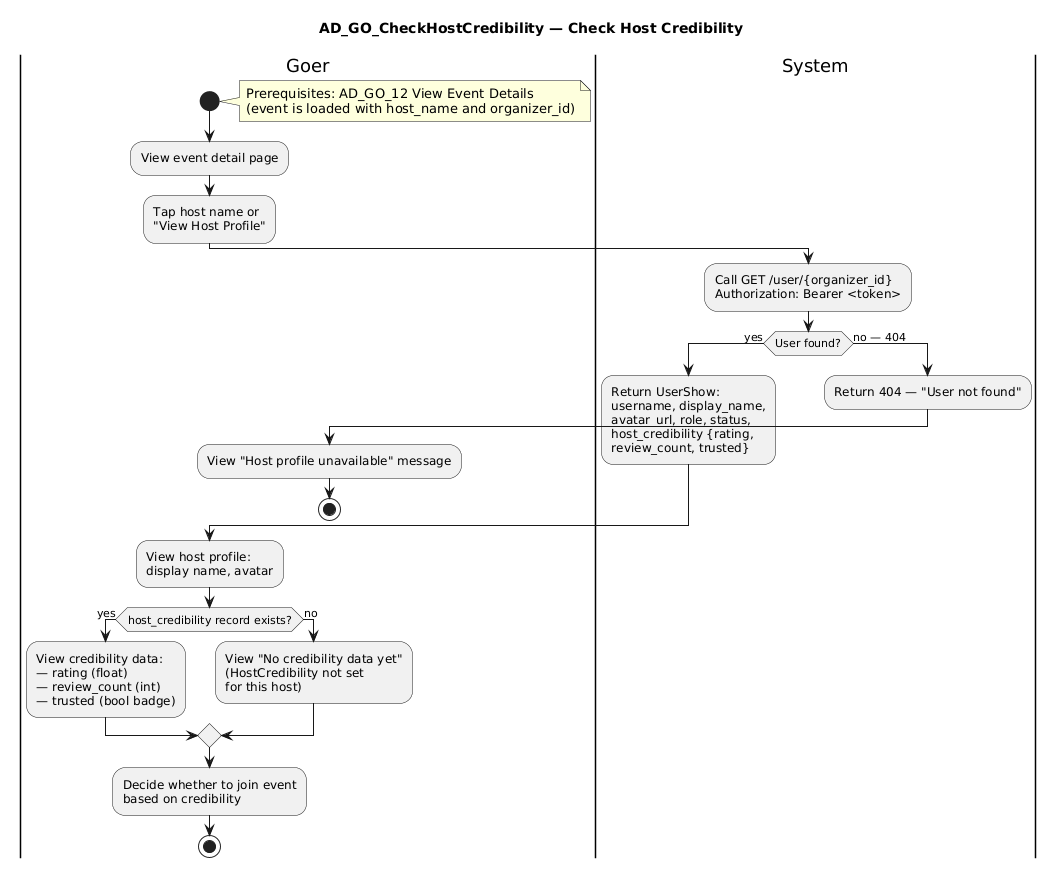 AD_GO_CheckHostCredibility — Check Host Credibility
Goer
System
Prerequisites: AD_GO_12 View Event Details
(event is loaded with host_name and organizer_id)
View event detail page
Tap host name or
"View Host Profile"
Call GET /user/{organizer_id}
Authorization: Bearer <token>
User found?
yes
no — 404
Return UserShow:
username, display_name,
avatar_url, role, status,
host_credibility {rating,
review_count, trusted}
Return 404 — "User not found"
View "Host profile unavailable" message
View host profile:
display name, avatar
host_credibility record exists?
yes
no
View credibility data:
— rating (float)
— review_count (int)
— trusted (bool badge)
View "No credibility data yet"
(HostCredibility not set
for this host)
Decide whether to join event
based on credibility